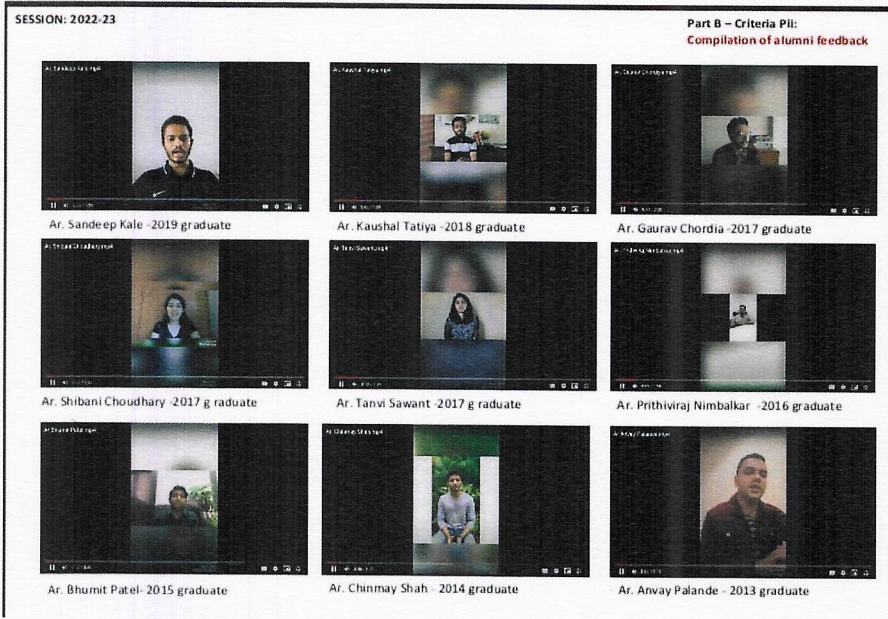 SESSION: 2022-23
Part B – Criteria PII:
Compilation of alumni feedback
Ar. Sandeep Kale -2019 graduate
Ar. Kaushal Tatiya -2018 graduate
Ar. Gaurav Chordia -2017 graduate
Ar. Shibani Choudhary -2017 g raduate
Ar. Tanvi Sawant -2017 g raduate
Ar. Prithiviraj Nimbalkar -2016 graduate
Ar. Bhumit Patel- 2015 graduate
Ar. Chinmay Shah - 2014 graduate
Ar. Anvay Palande - 2013 graduate